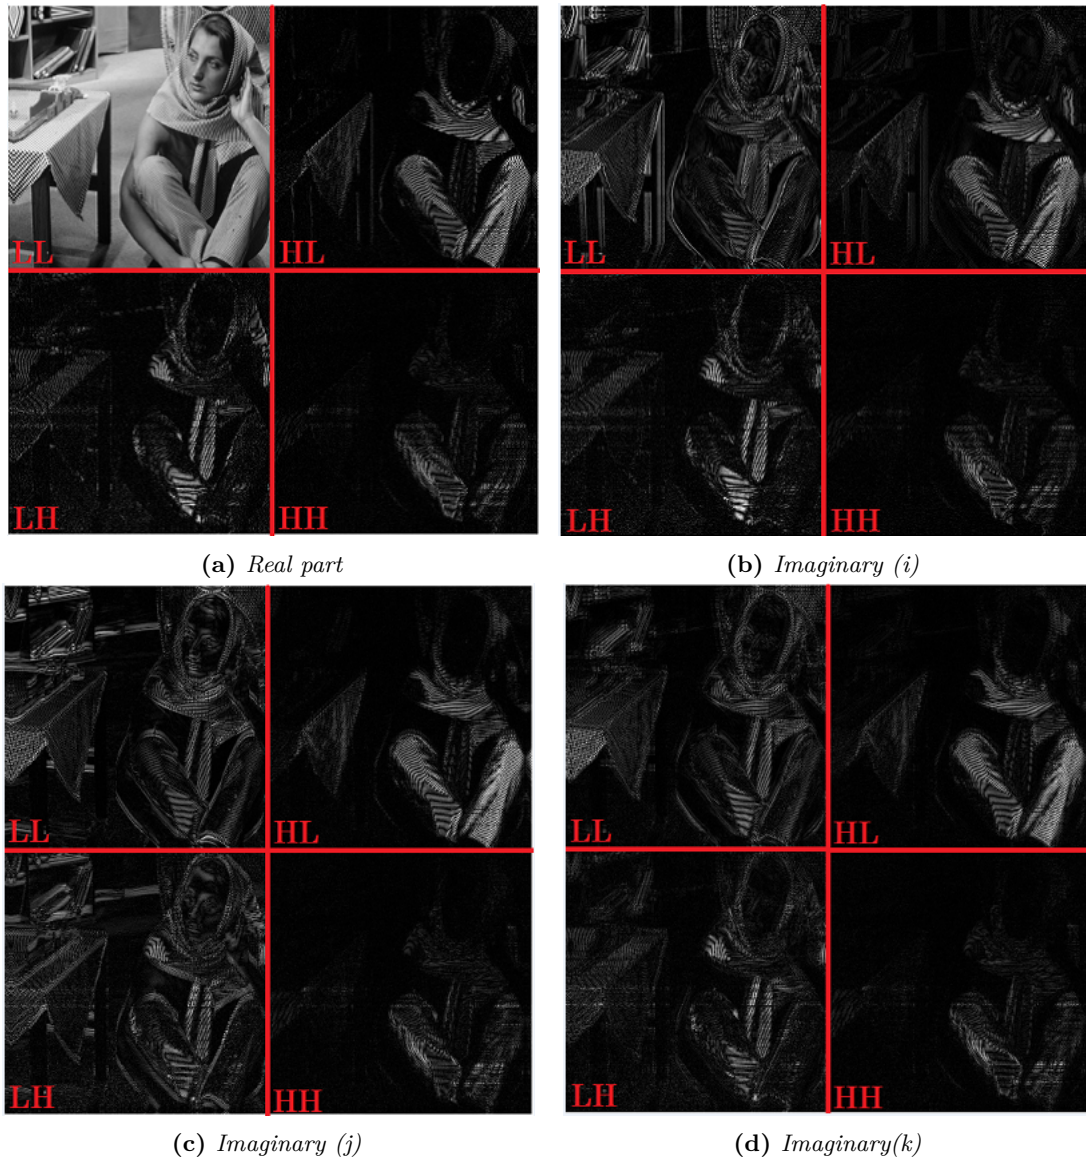 LL HL LL HL
LH HH LH HH
(a) Real part (b) Imaginary (i)
LL HL LL HL
LH HH LH HH
(c) Imaginary (j) (d) Imaginary(k)